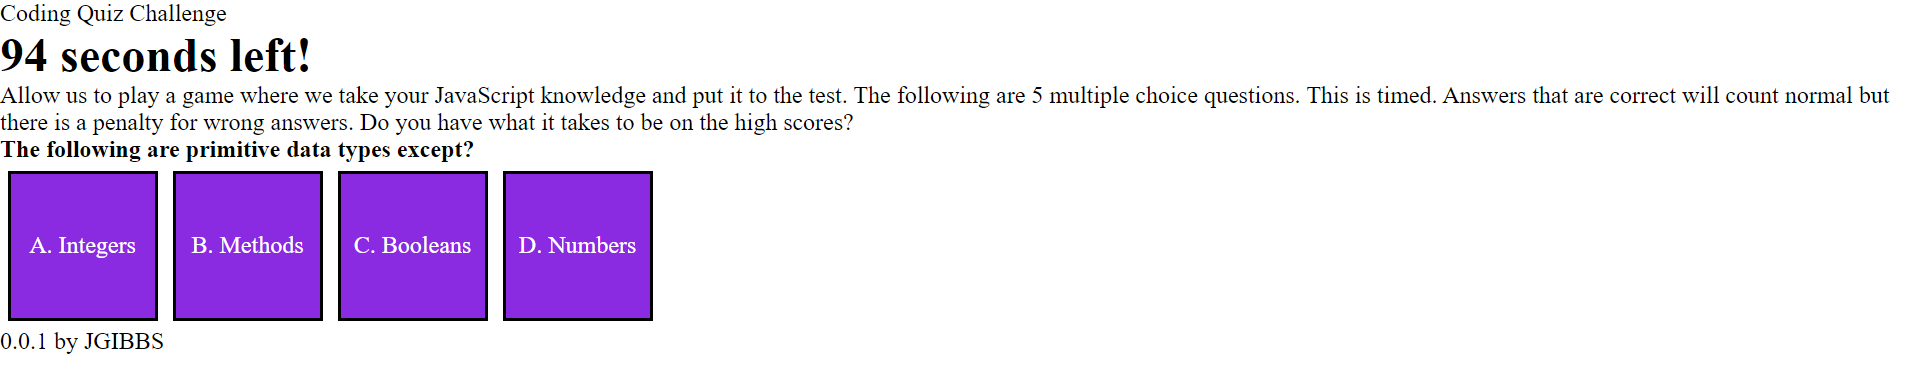 Coding Quiz Challenge
94 seconds left!
Allow us to play a game where we take your JavaScript knowledge and put it to the test. The following are 5 multiple choice questions. This is timed. Answers that are correct will count normal but
there is a penalty for wrong answers. Do you have what it takes to be on the high scores?
The following are primitive data types except?
A. Integers
B. Methods
C. Booleans
D. Numbers
0.0.1 by JGIBBS